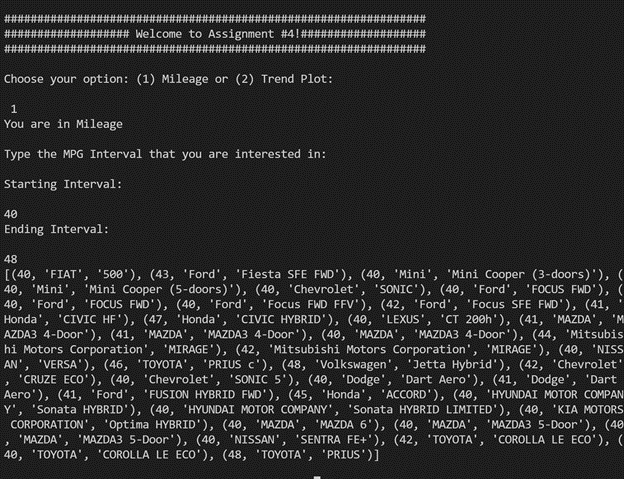 ################################################################
################### Welcome to Assignment #4!###################
################################################################
Choose your option: (1) Mileage or (2) Trend Plot:
1
You are in Mileage
Type the MPG Interval that you are interested in:
Starting Interval:
40
Ending Interval:
48
[(40, 'FIAT', '500'), (43, 'Ford', 'Fiesta SFE FWD'), (40, 'Mini', 'Mini Cooper (3-doors)'), (
40, 'Mini', 'Mini Cooper (5-doors)'), (40, 'Chevrolet', 'SONIC'), (40, 'Ford', 'FOCUS FWD'), (
40, 'Ford', 'FOCUS FWD'), (40, 'Ford', 'Focus FWD FFV'), (42, 'Ford', 'Focus SFE FWD'), (41, '
Honda', 'CIVIC HF'), (47, 'Honda', 'CIVIC HYBRID'), (40, 'LEXUS', 'CT 200h'), (41, 'MAZDA', 'M
AZDA3 4-Door'), (41, 'MAZDA', 'MAZDA3 4-Door'), (40, 'MAZDA', 'MAZDA3 4-Door'), (44, 'Mitsubis
hi Motors Corporation', 'MIRAGE'), (42, 'Mitsubishi Motors Corporation', 'MIRAGE'), (40, 'NISS
AN', 'VERSA'), (46, 'TOYOTA', 'PRIUS c'), (48, 'Volkswagen', 'Jetta Hybrid'), (42, 'Chevrolet'
, 'CRUZE ECO'), (40, 'Chevrolet', 'SONIC 5'), (40, 'Dodge', 'Dart Aero'), (41, 'Dodge', 'Dart
Aero'), (41, 'Ford', 'FUSION HYBRID FWD'), (45, 'Honda', 'ACCORD'), (40, 'HYUNDAI MOTOR COMPAN
Y', 'Sonata HYBRID'), (40, 'HYUNDAI MOTOR COMPANY', 'Sonata HYBRID LIMITED'), (40, 'KIA MOTORS
CORPORATION', 'Optima HYBRID'), (40, 'MAZDA', 'MAZDA 6'), (40, 'MAZDA', 'MAZDA3 5-Door'), (40
, 'MAZDA', 'MAZDA3 5-Door'), (40, 'NISSAN', 'SENTRA FE+'), (42, 'TOYOTA', 'COROLLA LE ECO'), (
40, 'TOYOTA', 'COROLLA LE ECO'), (48, 'TOYOTA', 'PRIUS')]